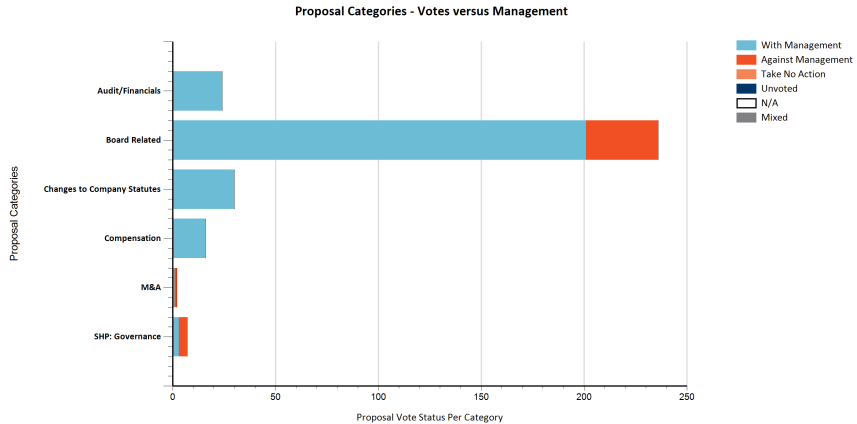 Proposal Categories - Votes versus Management
With Management
Against Management
Take No Action
Unvoted
N/A
Mixed
Proposal Categories
Audit/Financials
Board Related
Changes to Company Statutes
Compensation
M&A
SHP: Governance
0 50 100 150 200 250
Proposal Vote Status Per Category